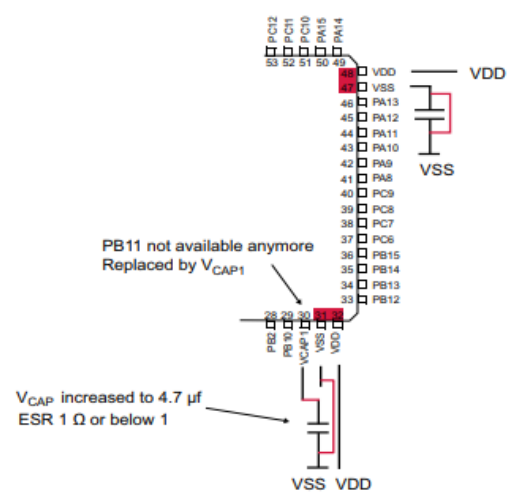 PC12
PC11
PC10
PA15
PA14
53 52 51 50 49
48 VDD VDD
47 VSS
46 PA13
45 PA12
44 PA11
43 PA10
42 PA9
41 PA8
40 PC9
39 PC8
38 PC7
37 PC6
36 PB15
35 PB14
34 PB13
33 PB12
VSS
PB11 not available anymore
Replaced by VCAP1
28 29 30 31 32
PB2
PB10
VCAP1
VSS
VDD
VCAP increased to 4.7 µf
ESR 1 Ω or below 1
VSS VDD